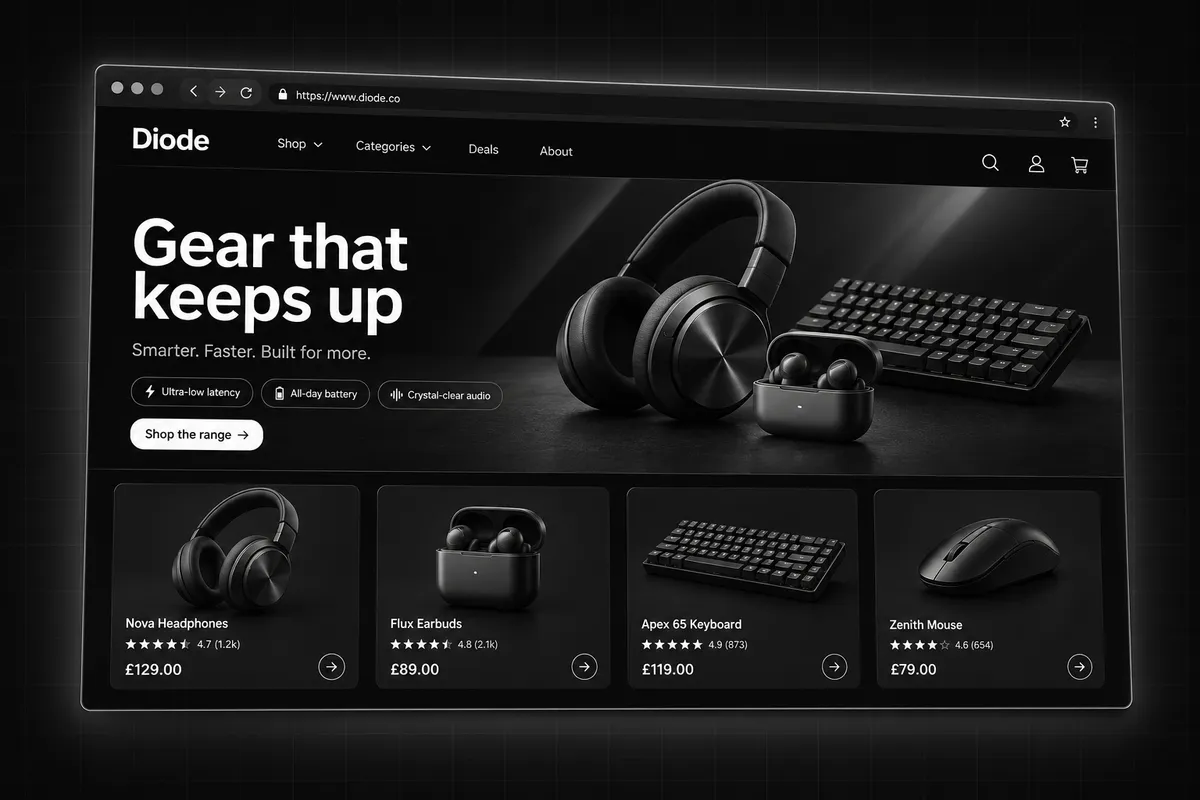 https://www.diode.co
Diode
Shop
Categories
Deals
About
Gear that
keeps up
Smarter. Faster. Built for more.
Ultra-low latency
All-day battery
Crystal-clear audio
Shop the range →
Nova Headphones
4.7 (1.2k)
£129.00
Flux Earbuds
4.8 (2.1k)
£89.00
Apex 65 Keyboard
4.9 (873)
£119.00
Zenith Mouse
4.6 (654)
£79.00